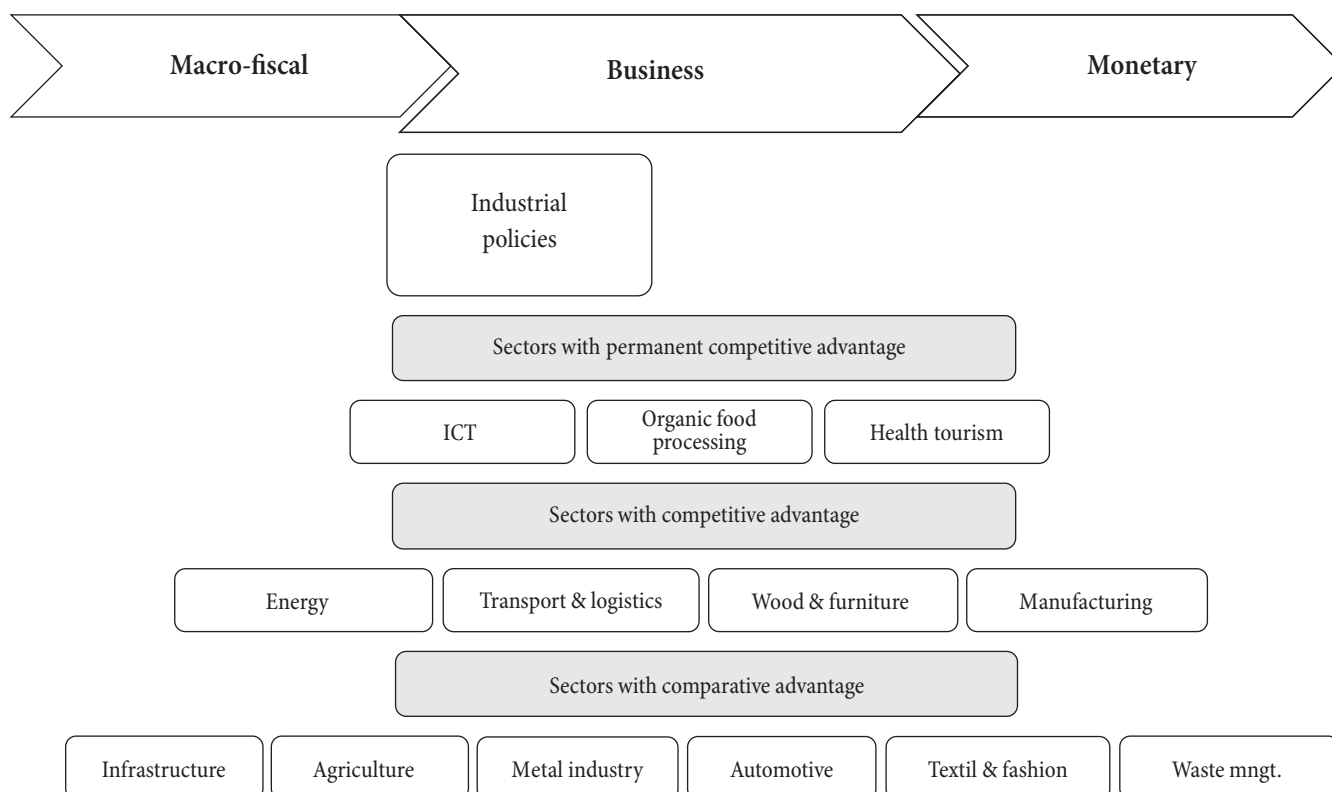 Macro-fiscal
Business
Monetary
Industrial
policies
Sectors with permanent competitive advantage
ICT
Organic food
processing
Health tourism
Sectors with competitive advantage
Energy
Transport & logistics
Wood & furniture
Manufacturing
Sectors with comparative advantage
Infrastructure
Agriculture
Metal industry
Automotive
Textil & fashion
Waste mngt.